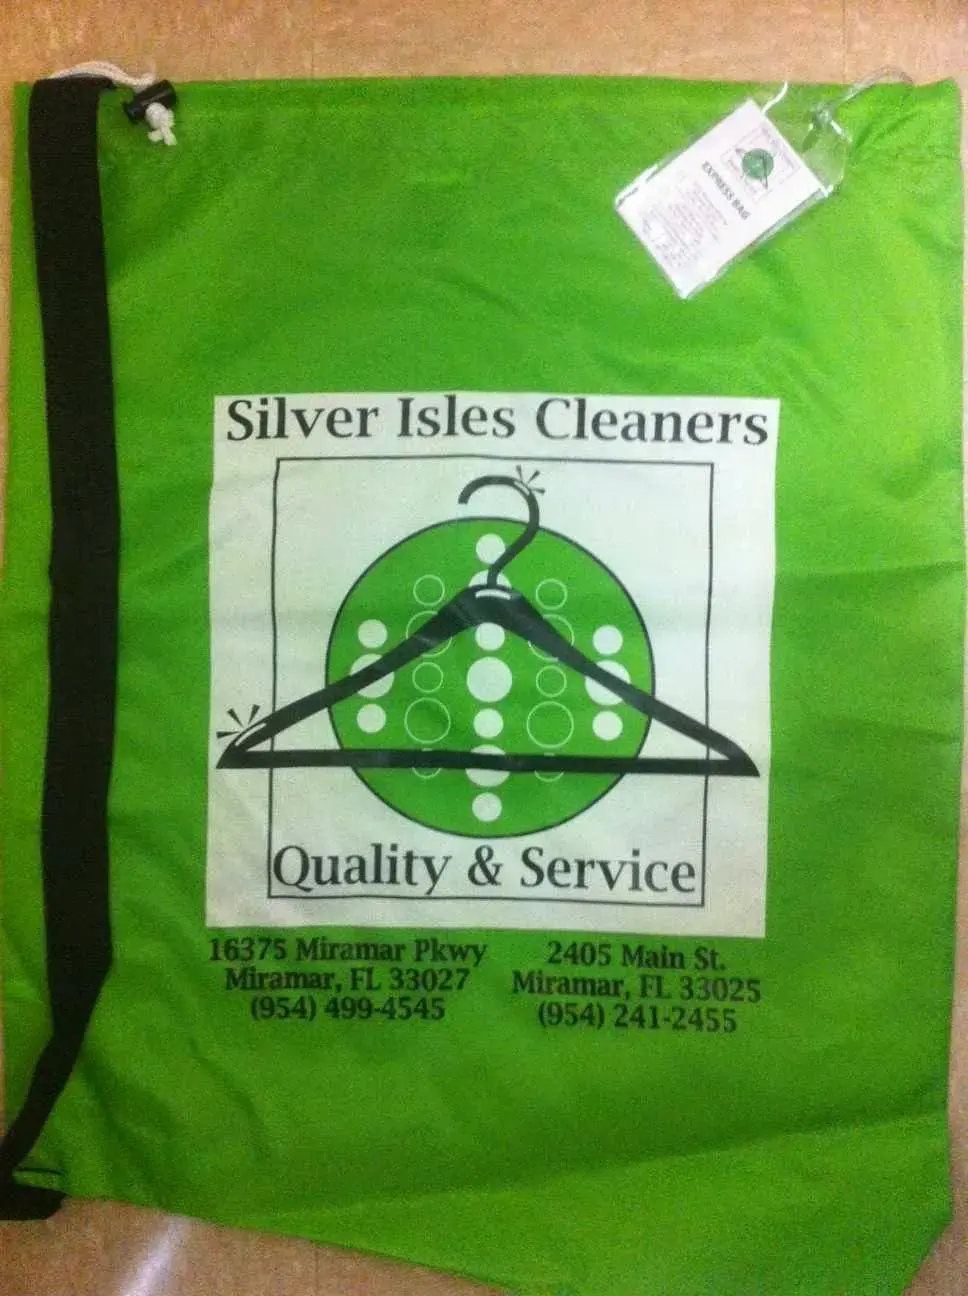 EXPRESS BAG
Silver Isles Cleaners
Quality & Service
16375 Miramar Pkwy
Miramar, FL 33027
(954) 499-4545
2405 Main St.
Miramar, FL 33025
(954) 241-2455